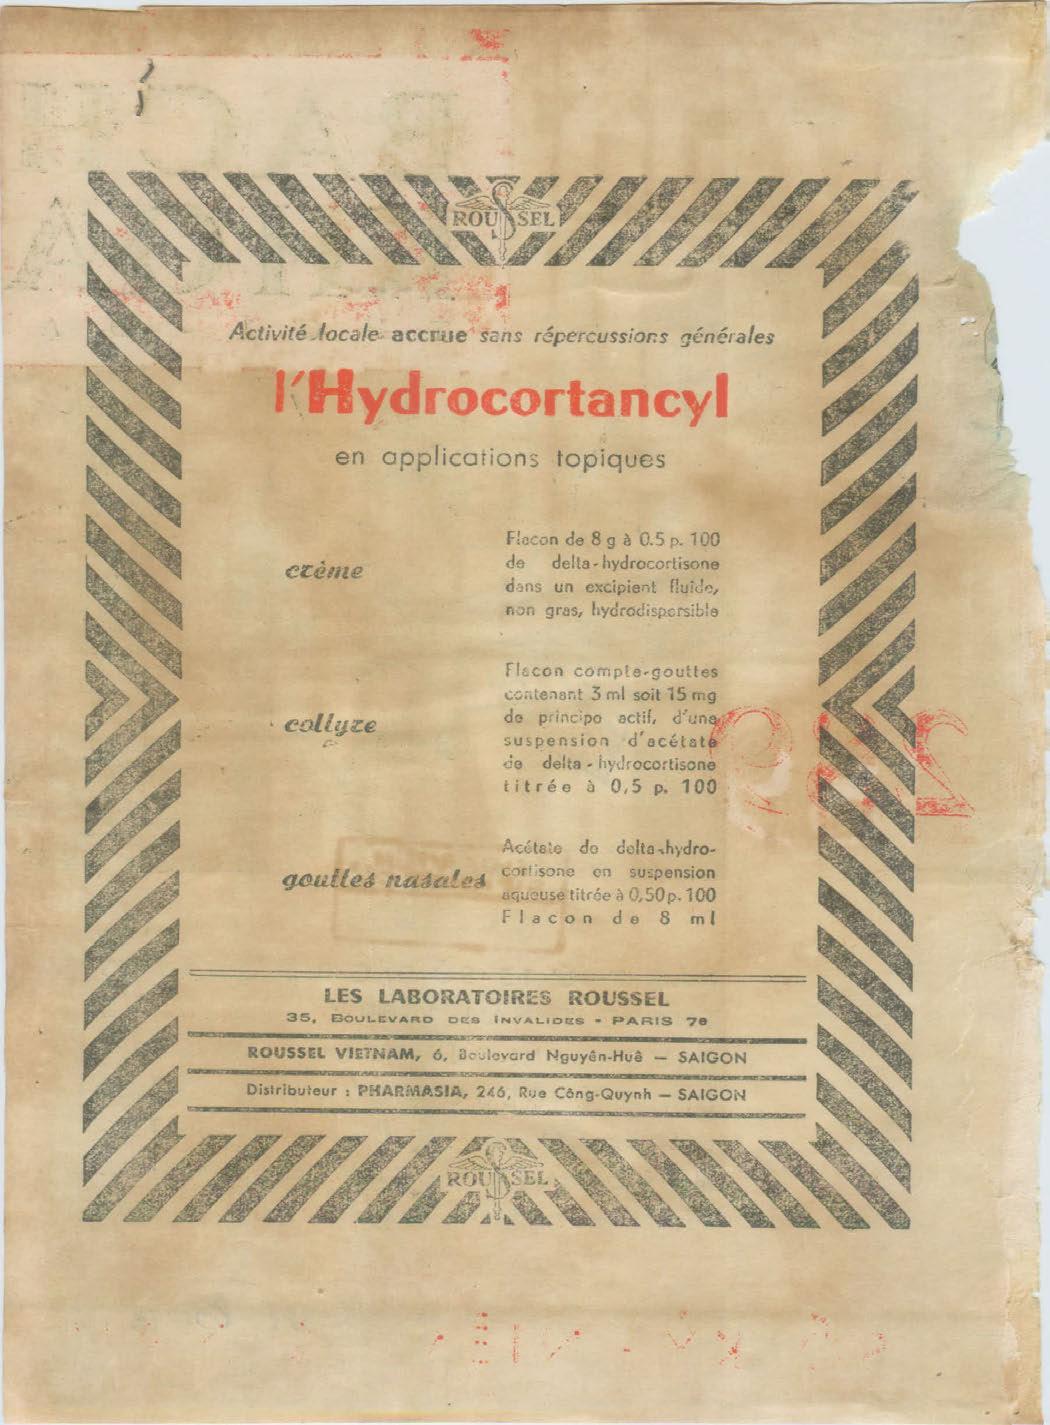 ROUSSEL
Activité locale accrue sans répercussions générales
l'Hydrocortancyl
en applications topiques
crème
Flacon de 8 g à 0.5 p. 100
de delta-hydrocortisone
dans un excipient fluide,
non gras, hydrodispersible
collyre
Flacon compte-gouttes
contenant 3 ml soit 15 mg
de principe actif, d'une
suspension d'acétate
de delta-hydrocortisone
titrée à 0,5 p. 100
gouttes nasales
Acétate de delta-hydro-
cortisone en suspension
aqueuse titrée à 0,50 p. 100
Flacon de 8 ml
LES LABORATOIRES ROUSSEL
35, BOULEVARD DES INVALIDES - PARIS 7e
ROUSSEL VIETNAM, 6, Boulevard Nguyên-Huê — SAIGON
Distributeur : PHARMASIA, 246, Rue Công-Quynh — SAIGON
ROUSSEL